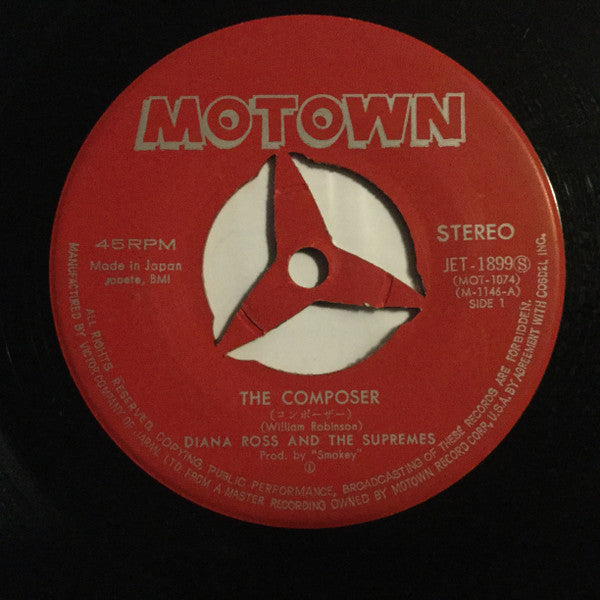 MOTOWN
45RPM
Made in Japan
Jobete, BMI
STEREO
JET-1899Ⓢ
(MOT-1074)
(M-1146-A)
SIDE 1
THE COMPOSER
(コンポーザー)
(William Robinson)
DIANA ROSS AND THE SUPREMES
Prod. by "Smokey"
Ⓛ
ALL RIGHTS RESERVED. COPYING, PUBLIC PERFORMANCE, BROADCASTING OF THESE RECORDS ARE FORBIDDEN.
MANUFACTURED BY VICTOR COMPANY OF JAPAN, LTD. FROM A MASTER RECORDING OWNED BY MOTOWN RECORD CORP., U.S.A. BY AGREEMENT WITH COSDEL INC.